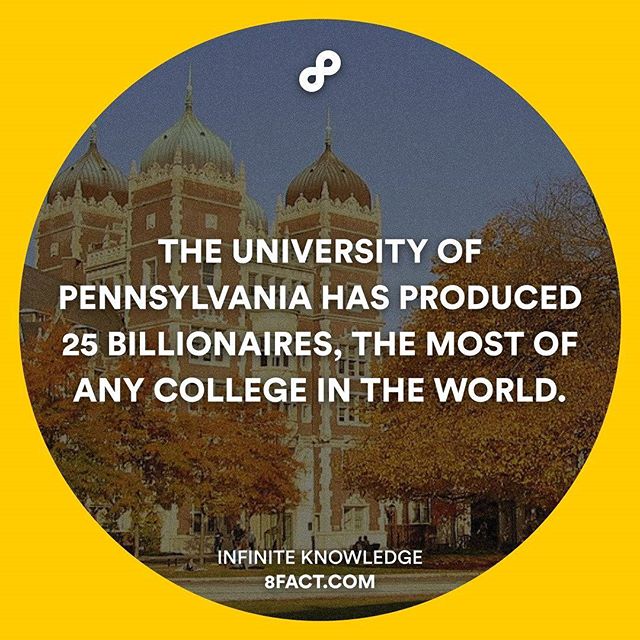 THE UNIVERSITY OF
PENNSYLVANIA HAS PRODUCED
25 BILLIONAIRES, THE MOST OF
ANY COLLEGE IN THE WORLD.
INFINITE KNOWLEDGE
8FACT.COM